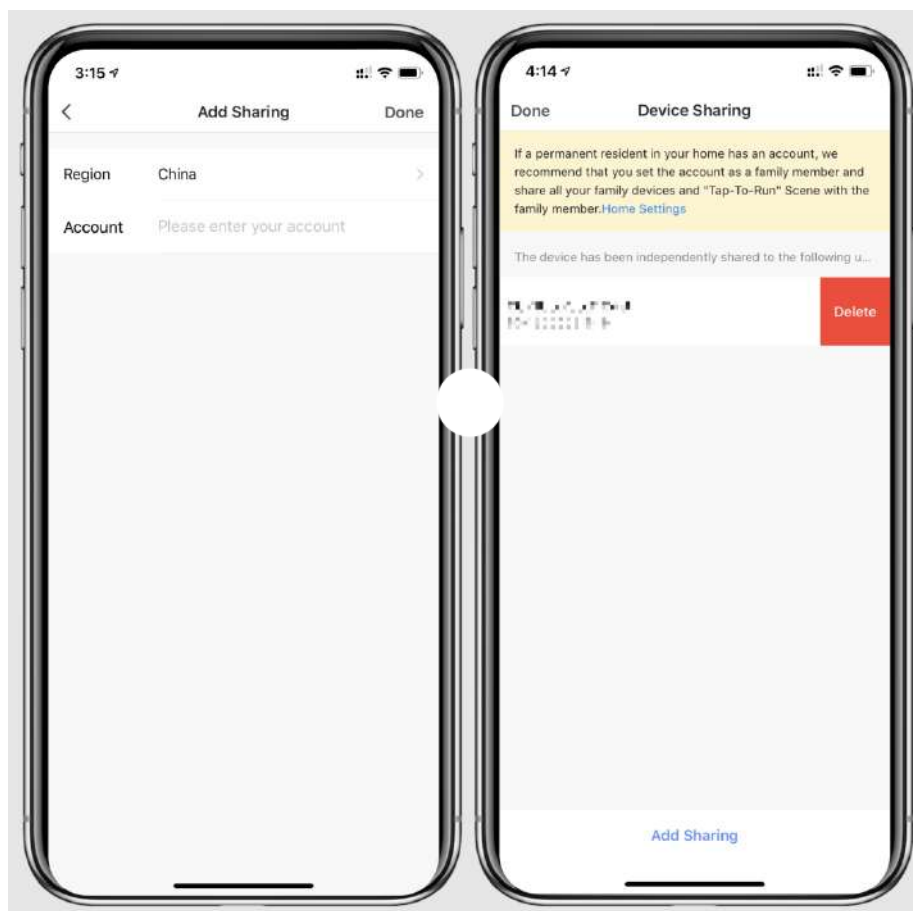 3:15
Add Sharing
Done
Region
China
Account
Please enter your account
4:14
Done
Device Sharing
If a permanent resident in your home has an account, we
recommend that you set the account as a family member and
share all your family devices and "Tap-To-Run" Scene with the
family member.Home Settings
The device has been independently shared to the following u...
Delete
Add Sharing